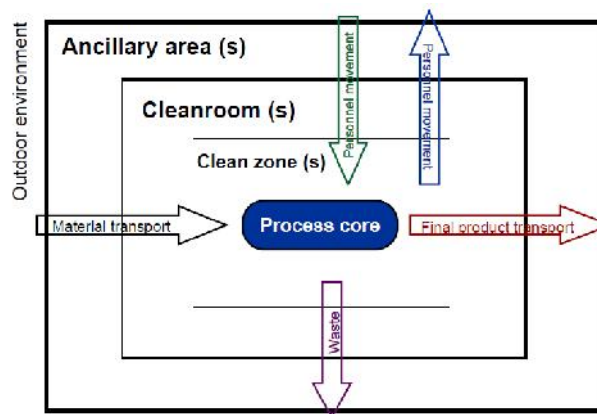 Outdoor environment
Ancillary area (s)
Personnel movement
Personnel movement
Cleanroom (s)
Clean zone (s)
Material transport
Process core
Final product transport
Waste